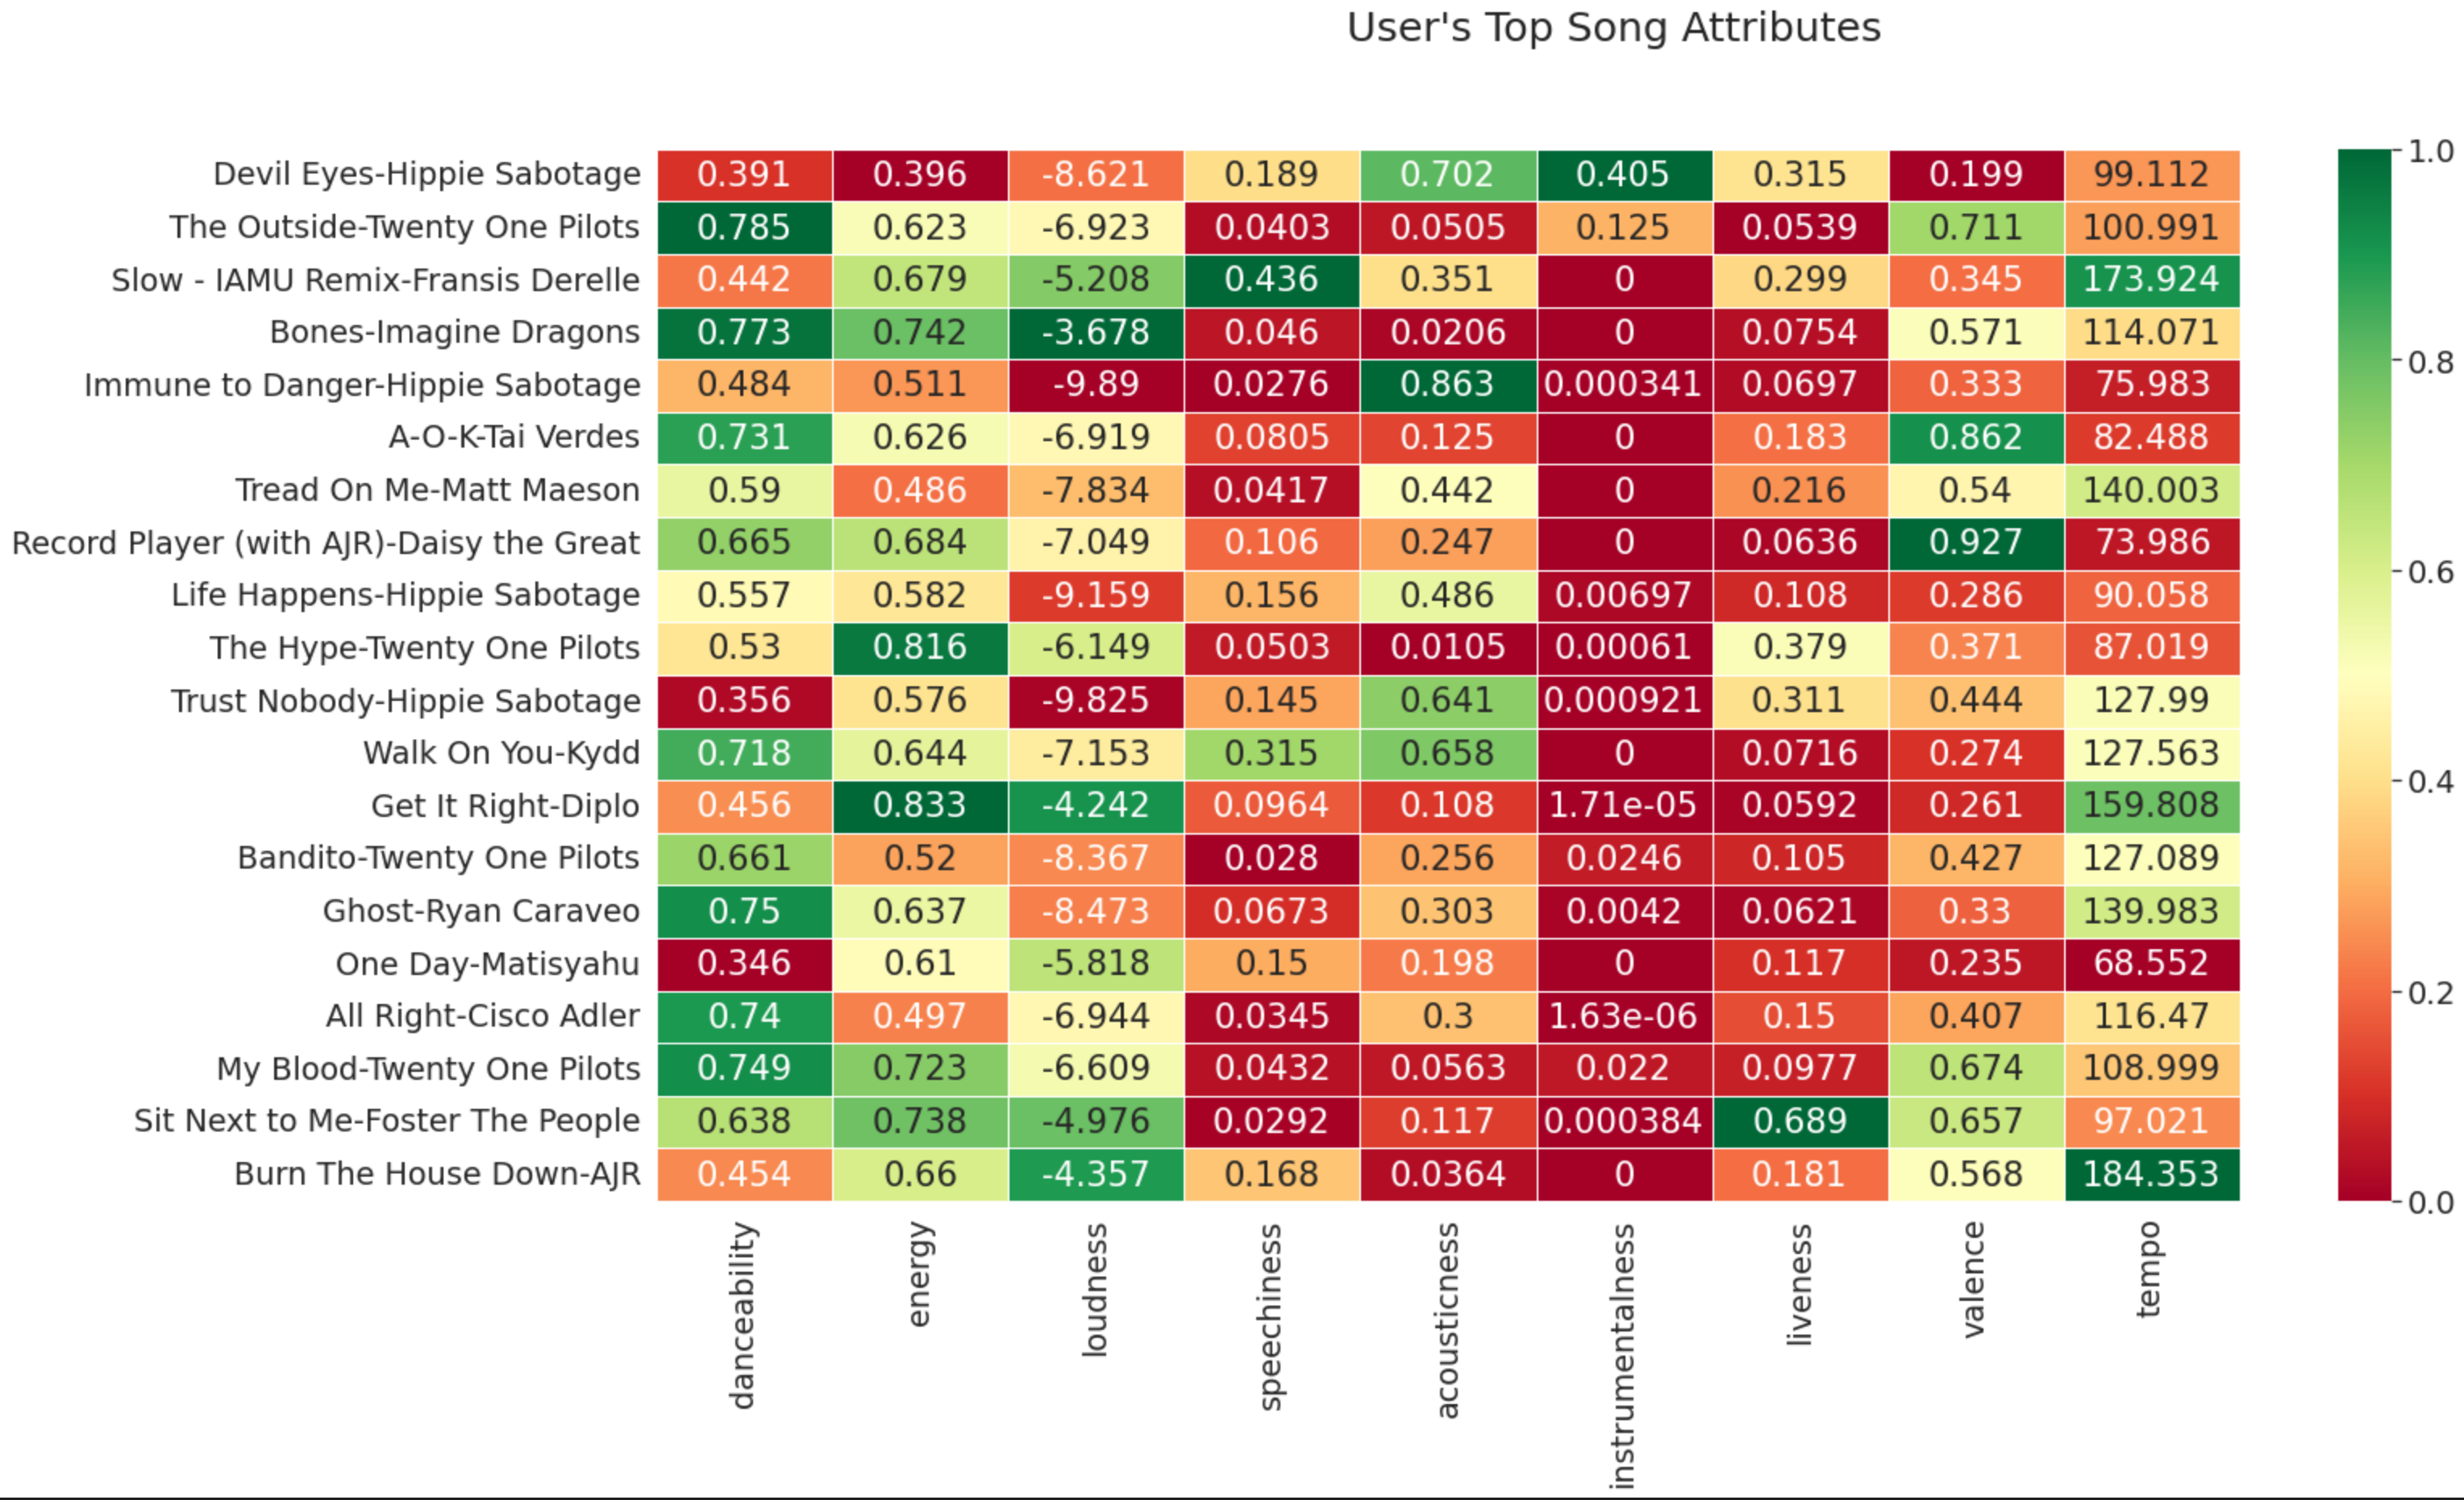 User's Top Song Attributes
Devil Eyes-Hippie Sabotage 0.391 0.396 -8.621 0.189 0.702 0.405 0.315 0.199 99.112 1.0
The Outside-Twenty One Pilots 0.785 0.623 -6.923 0.0403 0.0505 0.125 0.0539 0.711 100.991
Slow - IAMU Remix-Fransis Derelle 0.442 0.679 -5.208 0.436 0.351 0 0.299 0.345 173.924
Bones-Imagine Dragons 0.773 0.742 -3.678 0.046 0.0206 0 0.0754 0.571 114.071
Immune to Danger-Hippie Sabotage 0.484 0.511 -9.89 0.0276 0.863 0.000341 0.0697 0.333 75.983 0.8
A-O-K-Tai Verdes 0.731 0.626 -6.919 0.0805 0.125 0 0.183 0.862 82.488
Tread On Me-Matt Maeson 0.59 0.486 -7.834 0.0417 0.442 0 0.216 0.54 140.003
Record Player (with AJR)-Daisy the Great 0.665 0.684 -7.049 0.106 0.247 0 0.0636 0.927 73.986
Life Happens-Hippie Sabotage 0.557 0.582 -9.159 0.156 0.486 0.00697 0.108 0.286 90.058 0.6
The Hype-Twenty One Pilots 0.53 0.816 -6.149 0.0503 0.0105 0.00061 0.379 0.371 87.019
Trust Nobody-Hippie Sabotage 0.356 0.576 -9.825 0.145 0.641 0.000921 0.311 0.444 127.99
Walk On You-Kydd 0.718 0.644 -7.153 0.315 0.658 0 0.0716 0.274 127.563
Get It Right-Diplo 0.456 0.833 -4.242 0.0964 0.108 1.71e-05 0.0592 0.261 159.808 0.4
Bandito-Twenty One Pilots 0.661 0.52 -8.367 0.028 0.256 0.0246 0.105 0.427 127.089
Ghost-Ryan Caraveo 0.75 0.637 -8.473 0.0673 0.303 0.0042 0.0621 0.33 139.983
One Day-Matisyahu 0.346 0.61 -5.818 0.15 0.198 0 0.117 0.235 68.552
All Right-Cisco Adler 0.74 0.497 -6.944 0.0345 0.3 1.63e-06 0.15 0.407 116.47 0.2
My Blood-Twenty One Pilots 0.749 0.723 -6.609 0.0432 0.0563 0.022 0.0977 0.674 108.999
Sit Next to Me-Foster The People 0.638 0.738 -4.976 0.0292 0.117 0.000384 0.689 0.657 97.021
Burn The House Down-AJR 0.454 0.66 -4.357 0.168 0.0364 0 0.181 0.568 184.353 0.0
danceability energy loudness speechiness acousticness instrumentalness liveness valence tempo